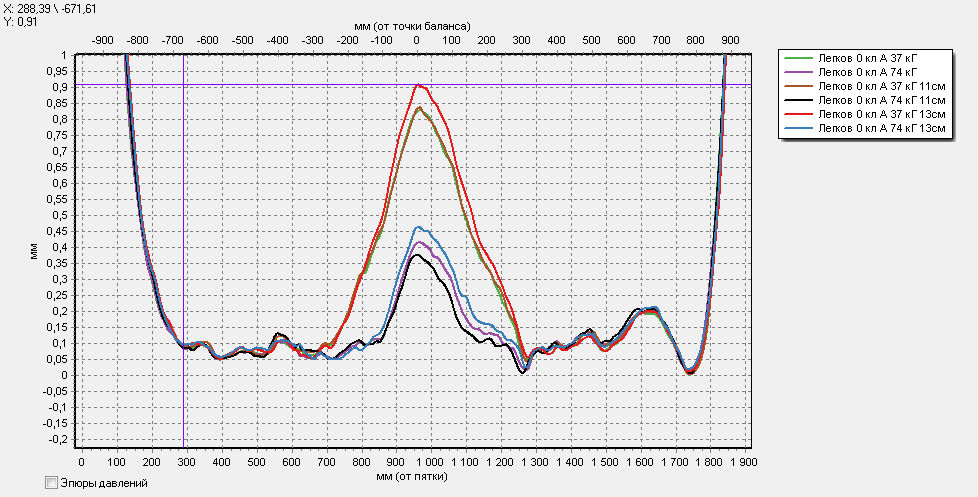 X: 288,39 \ -671,61
Y: 0,91
мм (от точки баланса)
-900 -800 -700 -600 -500 -400 -300 -200 -100 0 100 200 300 400 500 600 700 800 900
1
0,95
0,9
0,85
0,8
0,75
0,7
0,65
0,6
0,55
0,5
0,45
0,4
0,35
0,3
0,25
0,2
0,15
0,1
0,05
0
-0,05
-0,1
-0,15
-0,2
мм
0 100 200 300 400 500 600 700 800 900 1 000 1 100 1 200 1 300 1 400 1 500 1 600 1 700 1 800 1 900
мм (от пятки)
Эпюры давлений
Легков 0 кл А 37 кГ
Легков 0 кл А 74 кГ
Легков 0 кл А 37 кГ 11см
Легков 0 кл А 74 кГ 11см
Легков 0 кл А 37 кГ 13см
Легков 0 кл А 74 кГ 13см